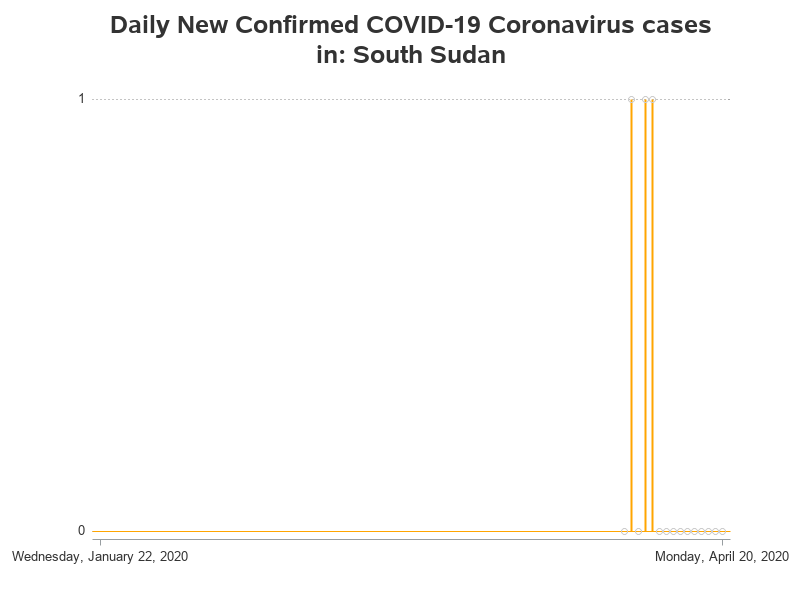 Daily New Confirmed COVID-19 Coronavirus cases
in: South Sudan
1
0
Wednesday, January 22, 2020
Monday, April 20, 2020